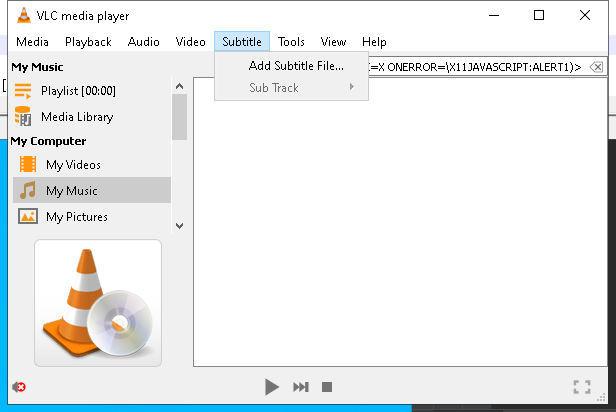 VLC media player
Media Playback Audio Video Subtitle Tools View Help
My Music
Add Subtitle File...
=X ONERROR=\X11JAVASCRIPT:ALERT1)>
Playlist [00:00]
Sub Track
Media Library
My Computer
My Videos
My Music
My Pictures